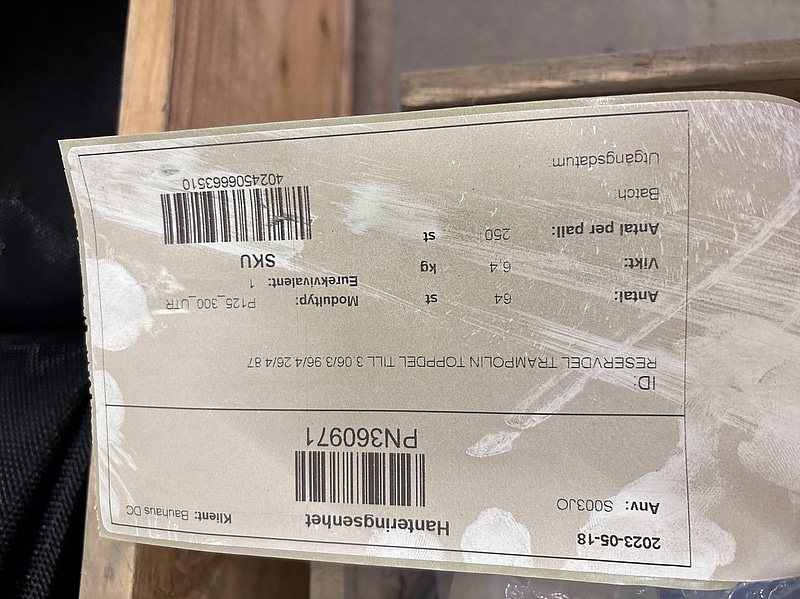 2023-05-18
Hanteringsenhet
Anv: S003JO
Klient: Bauhaus DC
PN360971
ID:
RESERVDEL TRAMPOLIN TOPPDEL TILL 3.06/3.96/4.26/4.87
Antal: 64 st
Modultyp: P125_300_UTR
Vikt: 6,4 kg
Eurekvivalent: 1
Antal per pall: 250 st
SKU
Batch:
4024506663510
Utgångsdatum: